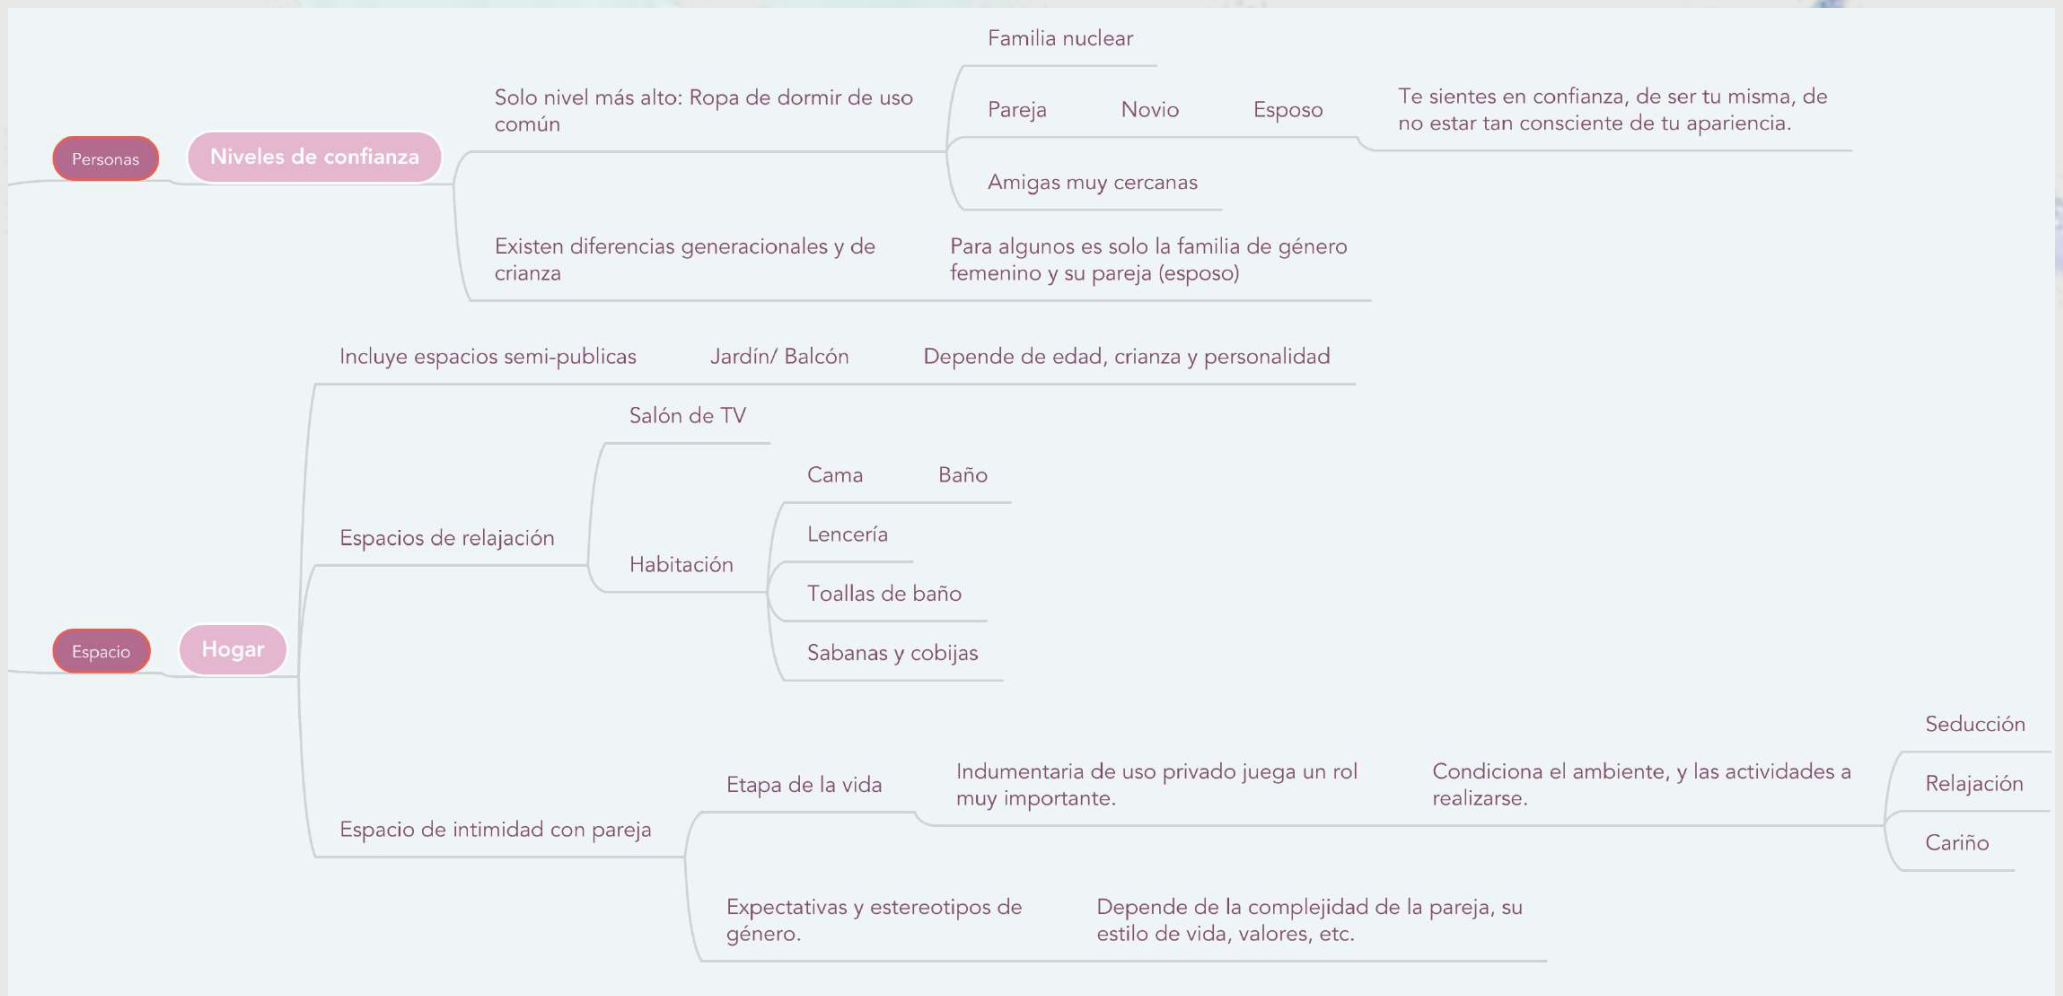 Personas
Niveles de confianza
Solo nivel más alto: Ropa de dormir de uso
común
Familia nuclear
Pareja
Novio
Esposo
Te sientes en confianza, de ser tu misma, de
no estar tan consciente de tu apariencia.
Amigas muy cercanas
Existen diferencias generacionales y de
crianza
Para algunos es solo la familia de género
femenino y su pareja (esposo)
Espacio
Hogar
Incluye espacios semi-publicas
Jardín/ Balcón
Depende de edad, crianza y personalidad
Espacios de relajación
Salón de TV
Habitación
Cama
Baño
Lencería
Toallas de baño
Sabanas y cobijas
Espacio de intimidad con pareja
Etapa de la vida
Indumentaria de uso privado juega un rol
muy importante.
Condiciona el ambiente, y las actividades a
realizarse.
Seducción
Relajación
Cariño
Expectativas y estereotipos de
género.
Depende de la complejidad de la pareja, su
estilo de vida, valores, etc.